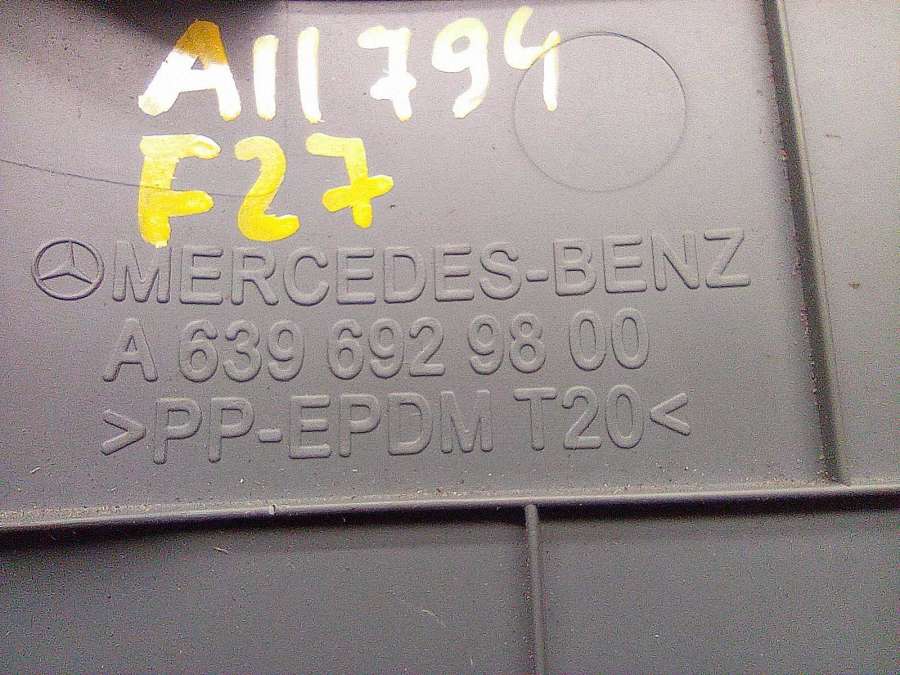 A11794
F27
MERCEDES-BENZ
A 639 692 98 00
>PP-EPDM T20<